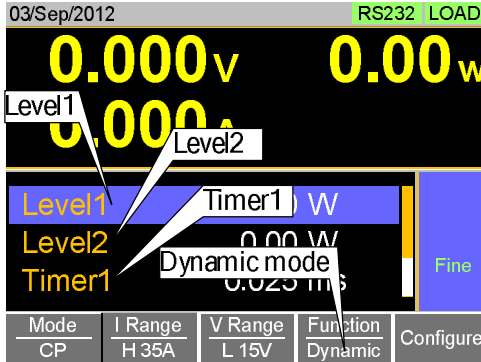 03/Sep/2012 RS232 LOAD
0.000V 0.00W
Level1
0.000A
Level2
Level1 W
Timer1
Level2 0.00 W
Dynamic mode
Timer1 0.025 ms
Fine
Mode I Range V Range Function Configure
CP H 35A L 15V Dynamic